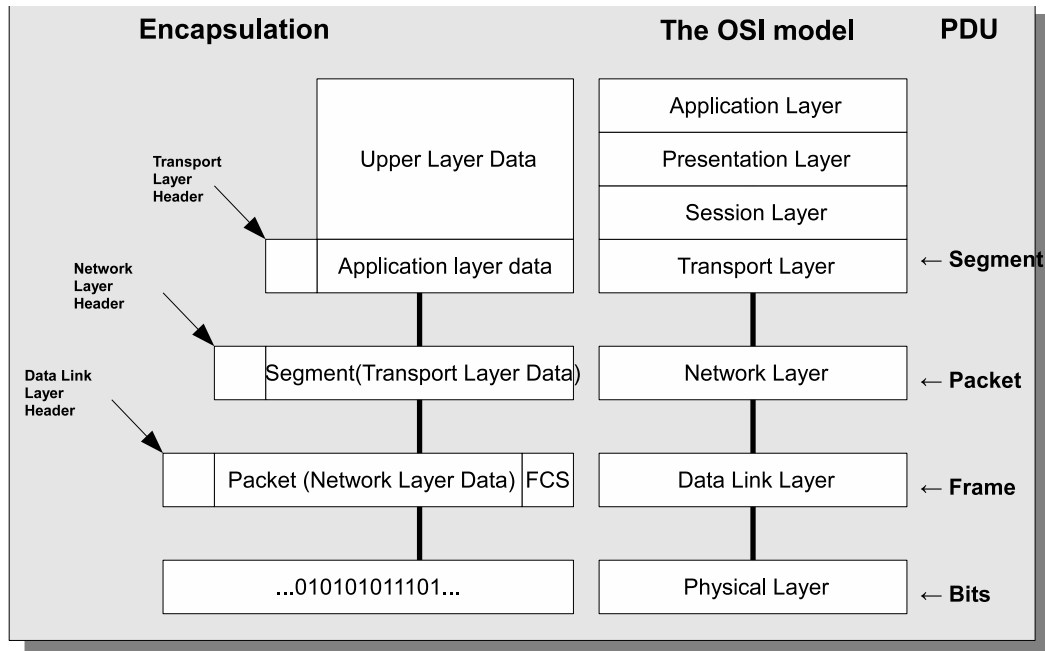 Encapsulation
The OSI model
PDU
Application Layer
Upper Layer Data
Presentation Layer
Session Layer
Transport
Layer
Header
Application layer data
Transport Layer
← Segment
Network
Layer
Header
Segment(Transport Layer Data)
Network Layer
← Packet
Data Link
Layer
Header
Packet (Network Layer Data)
FCS
Data Link Layer
← Frame
...010101011101...
Physical Layer
← Bits